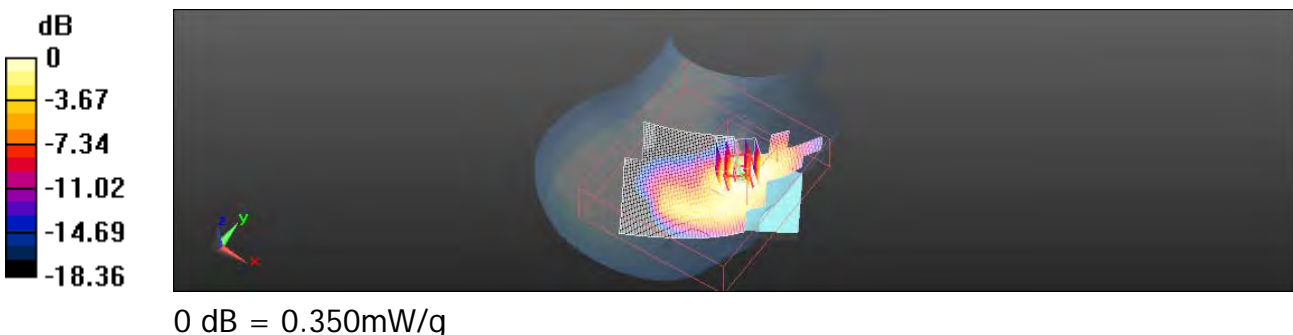 dB
0
-3.67
-7.34
-11.02
-14.69
-18.36
z
y
x
0 dB = 0.350mW/g